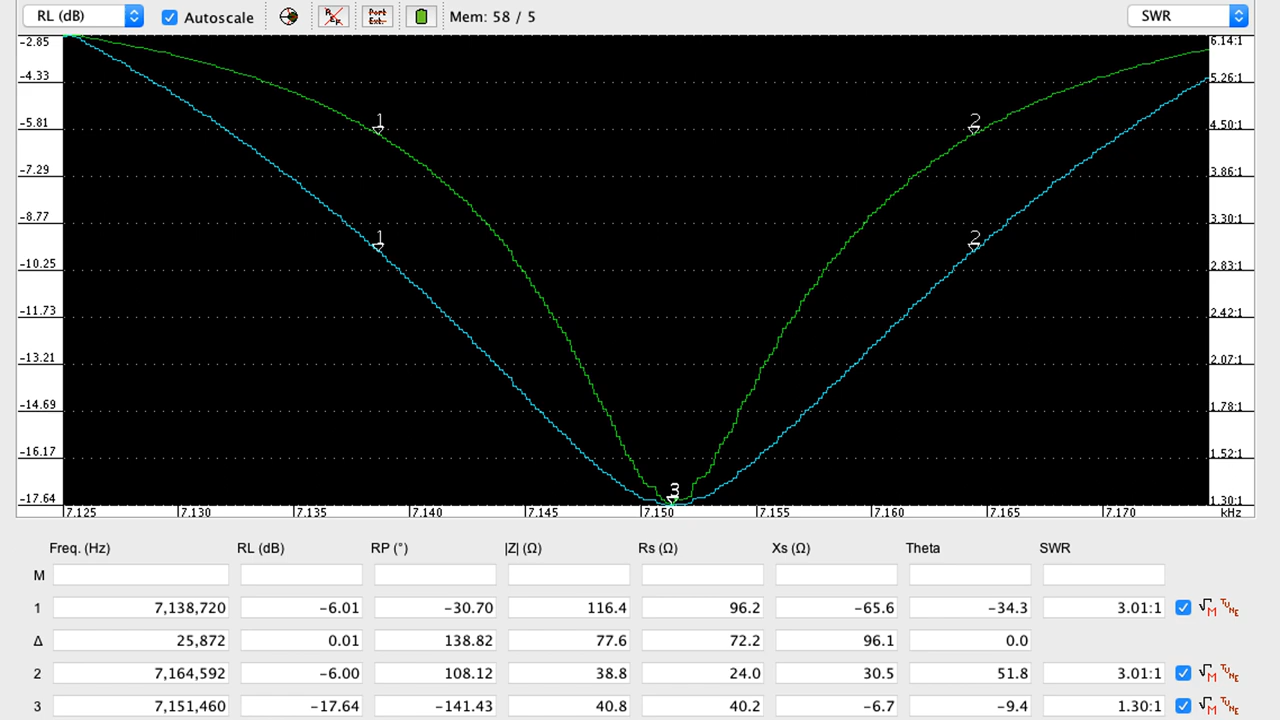 RL (dB) Autoscale Mem: 58 / 5 SWR
-2.85 6.14:1
-4.33 5.26:1
1 2
-5.81 4.50:1
-7.29 3.86:1
-8.77 3.30:1
1 2
-10.25 2.83:1
-11.73 2.42:1
-13.21 2.07:1
-14.69 1.78:1
-16.17 1.52:1
3
-17.64 1.30:1
7.125 7.130 7.135 7.140 7.145 7.150 7.155 7.160 7.165 7.170 kHz
Freq. (Hz) RL (dB) RP (°) |Z| (Ω) Rs (Ω) Xs (Ω) Theta SWR
M
1 7,138,720 -6.01 -30.70 116.4 96.2 -65.6 -34.3 3.01:1 √M TUNE
Δ 25,872 0.01 138.82 77.6 72.2 96.1 0.0
2 7,164,592 -6.00 108.12 38.8 24.0 30.5 51.8 3.01:1 √M TUNE
3 7,151,460 -17.64 -141.43 40.8 40.2 -6.7 -9.4 1.30:1 √M TUNE